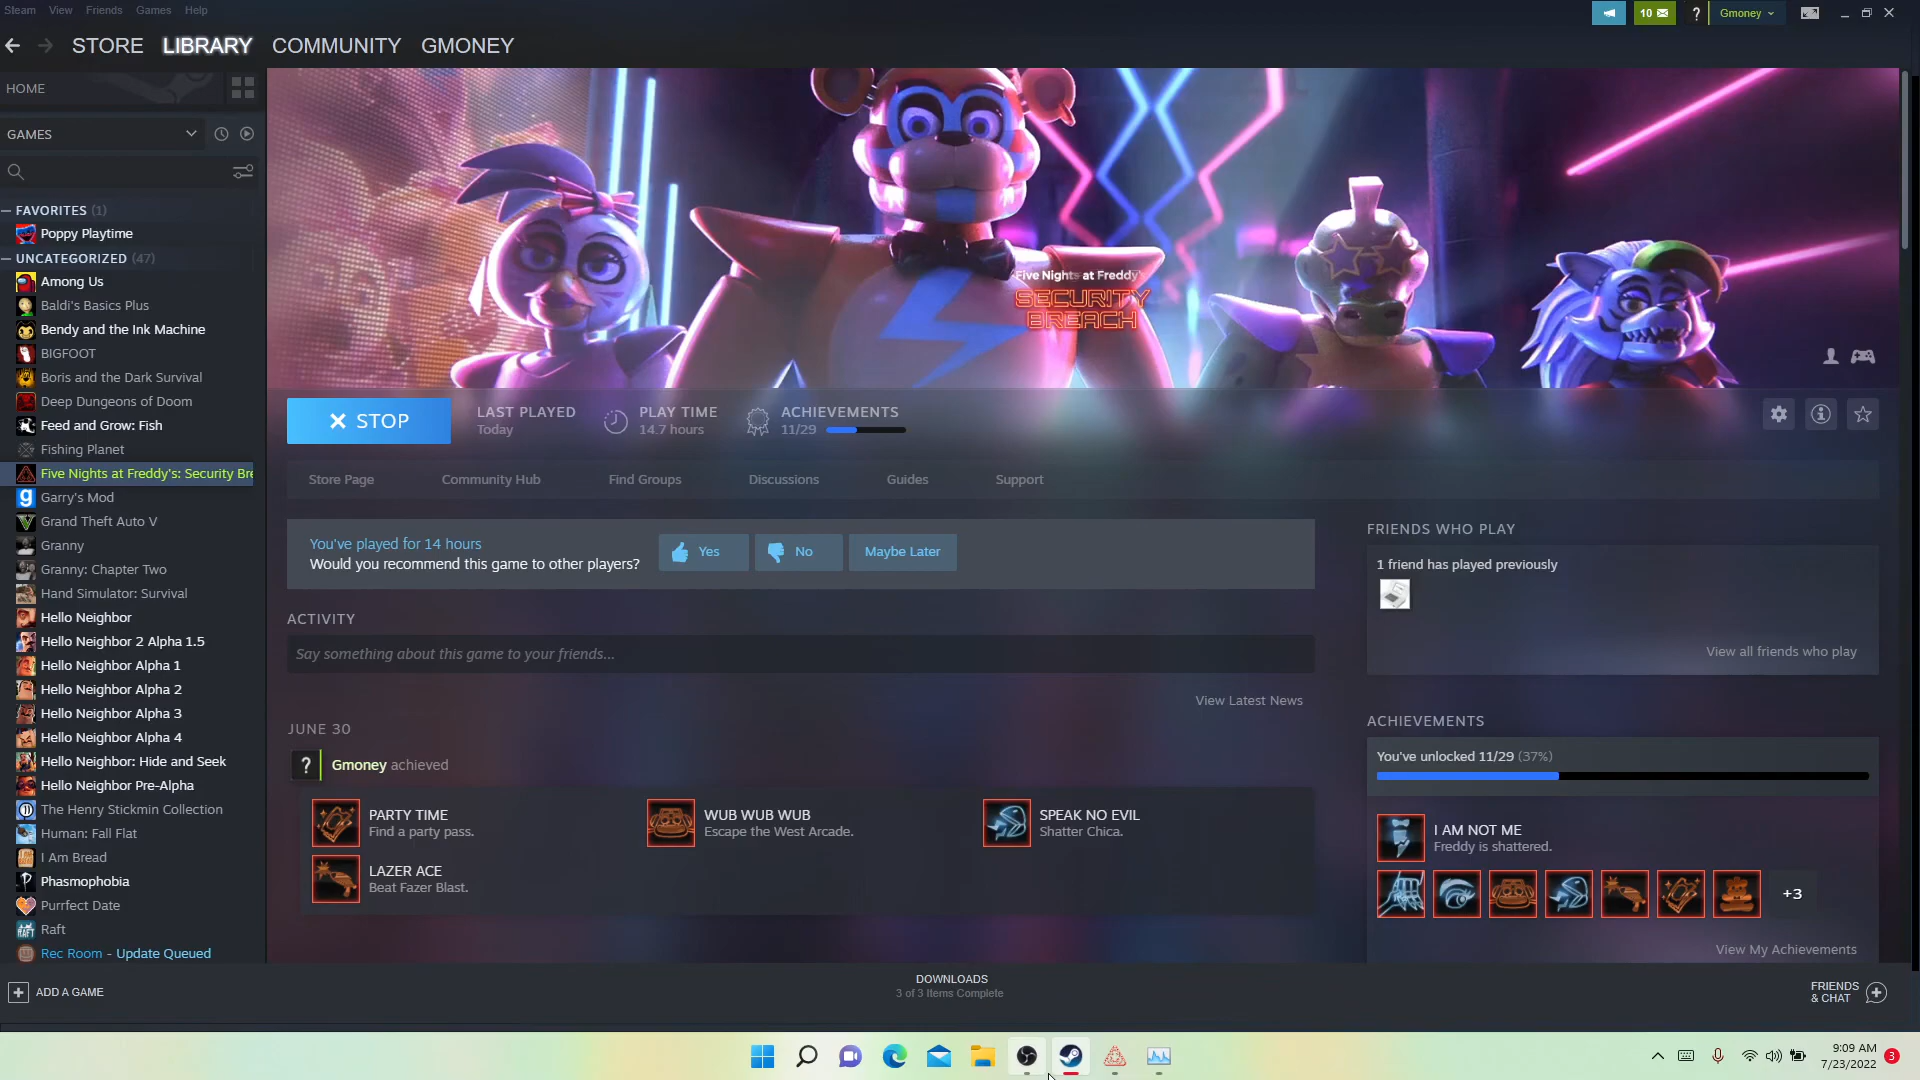 Steam View Friends Games Help
10 ? Gmoney
STORE LIBRARY COMMUNITY GMONEY
HOME
GAMES
FAVORITES (1)
Poppy Playtime
UNCATEGORIZED (47)
Among Us
Baldi's Basics Plus
Bendy and the Ink Machine
BIGFOOT
Boris and the Dark Survival
Deep Dungeons of Doom
Feed and Grow: Fish
Fishing Planet
Five Nights at Freddy's: Security Bre
Garry's Mod
Grand Theft Auto V
Granny
Granny: Chapter Two
Hand Simulator: Survival
Hello Neighbor
Hello Neighbor 2 Alpha 1.5
Hello Neighbor Alpha 1
Hello Neighbor Alpha 2
Hello Neighbor Alpha 3
Hello Neighbor Alpha 4
Hello Neighbor: Hide and Seek
Hello Neighbor Pre-Alpha
The Henry Stickmin Collection
Human: Fall Flat
I Am Bread
Phasmophobia
Purrfect Date
Raft
Rec Room - Update Queued
ADD A GAME
Five Nights at Freddy's
SECURITY
BREACH
STOP
LAST PLAYED
Today
PLAY TIME
14.7 hours
ACHIEVEMENTS
11/29
Store Page Community Hub Find Groups Discussions Guides Support
You've played for 14 hours
Would you recommend this game to other players?
Yes No Maybe Later
ACTIVITY
Say something about this game to your friends...
View Latest News
JUNE 30
? Gmoney achieved
PARTY TIME
Find a party pass.
WUB WUB WUB
Escape the West Arcade.
SPEAK NO EVIL
Shatter Chica.
LAZER ACE
Beat Fazer Blast.
FRIENDS WHO PLAY
1 friend has played previously
View all friends who play
ACHIEVEMENTS
You've unlocked 11/29 (37%)
I AM NOT ME
Freddy is shattered.
+3
View My Achievements
DOWNLOADS
3 of 3 Items Complete
FRIENDS
& CHAT
9:09 AM
7/23/2022
3